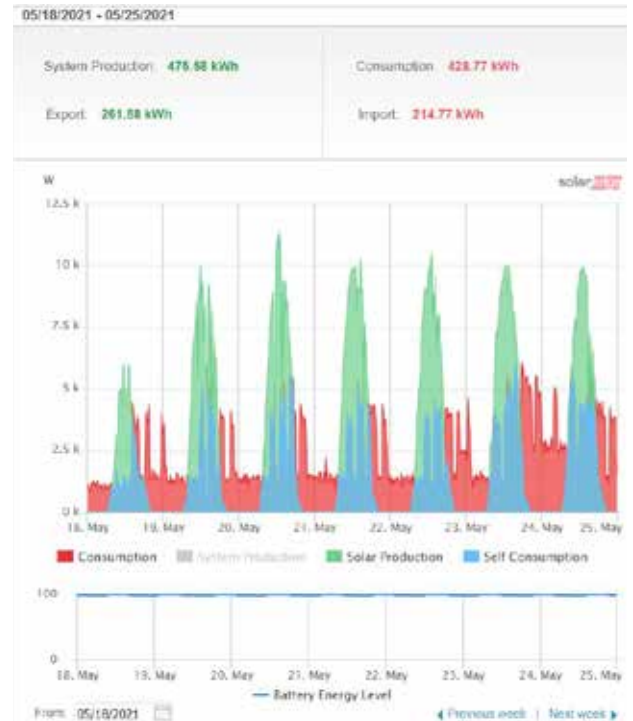 05/18/2021 - 05/25/2021
System Production: 475.58 kWh
Consumption: 428.77 kWh
Export: 261.58 kWh
Import: 214.77 kWh
W
solar
12.5 k
10 k
7.5 k
5 k
2.5 k
0 k
18. May 19. May 20. May 21. May 22. May 23. May 24. May 25. May
Consumption System Production Solar Production Self Consumption
100
0
18. May 19. May 20. May 21. May 22. May 23. May 24. May 25. May
Battery Energy Level
From: 05/18/2021
Previous week | Next week